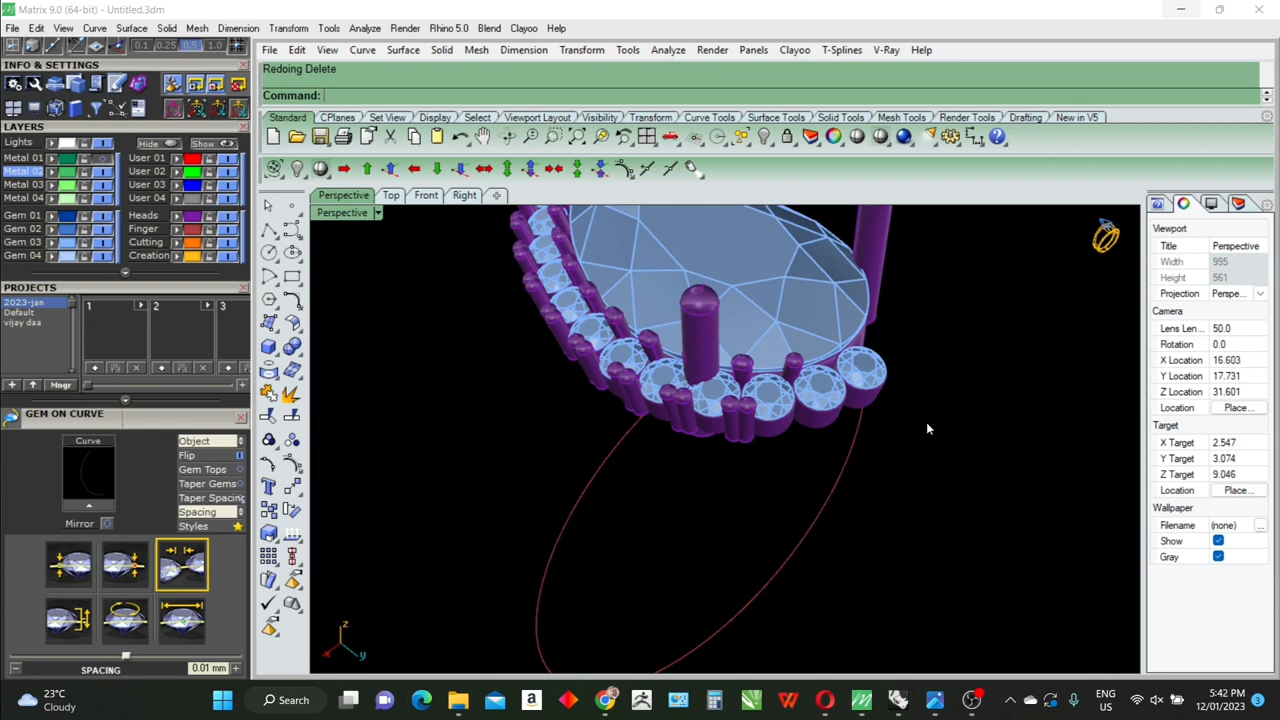 Matrix 9.0 (64-bit) - Untitled.3dm
File Edit View Curve Surface Solid Mesh Dimension Transform Tools Analyze Render Rhino 5.0 Blend Clayoo Help
0.1 0.25 0.5 1.0
INFO & SETTINGS
LAYERS
Lights Hide Show
Metal 01 User 01
Metal 02 User 02
Metal 03 User 03
Metal 04 User 04
Gem 01 Heads
Gem 02 Finger
Gem 03 Cutting
Gem 04 Creation
PROJECTS
2023-jan 1 2 3
Default
vijay daa
Mngr
GEM ON CURVE
Curve
Object
Flip
Gem Tops
Taper Gems
Taper Spacing
Spacing
Mirror
Styles
SPACING 0.01 mm
File Edit View Curve Surface Solid Mesh Dimension Transform Tools Analyze Render Panels Clayoo T-Splines V-Ray Help
Redoing Delete
Command:
Standard CPlanes Set View Display Select Viewport Layout Visibility Transform Curve Tools Surface Tools Solid Tools Mesh Tools Render Tools Drafting New in V5
Perspective Top Front Right
Perspective
z
x
y
Viewport
Title Perspective
Width 995
Height 561
Projection Perspe...
Camera
Lens Len... 50.0
Rotation 0.0
X Location 16.603
Y Location 17.731
Z Location 31.601
Location Place...
Target
X Target 2.547
Y Target 3.074
Z Target 9.046
Location Place...
Wallpaper
Filename (none) ...
Show
Gray
23°C
Cloudy
Search
ENG
US
5:42 PM
12/01/2023